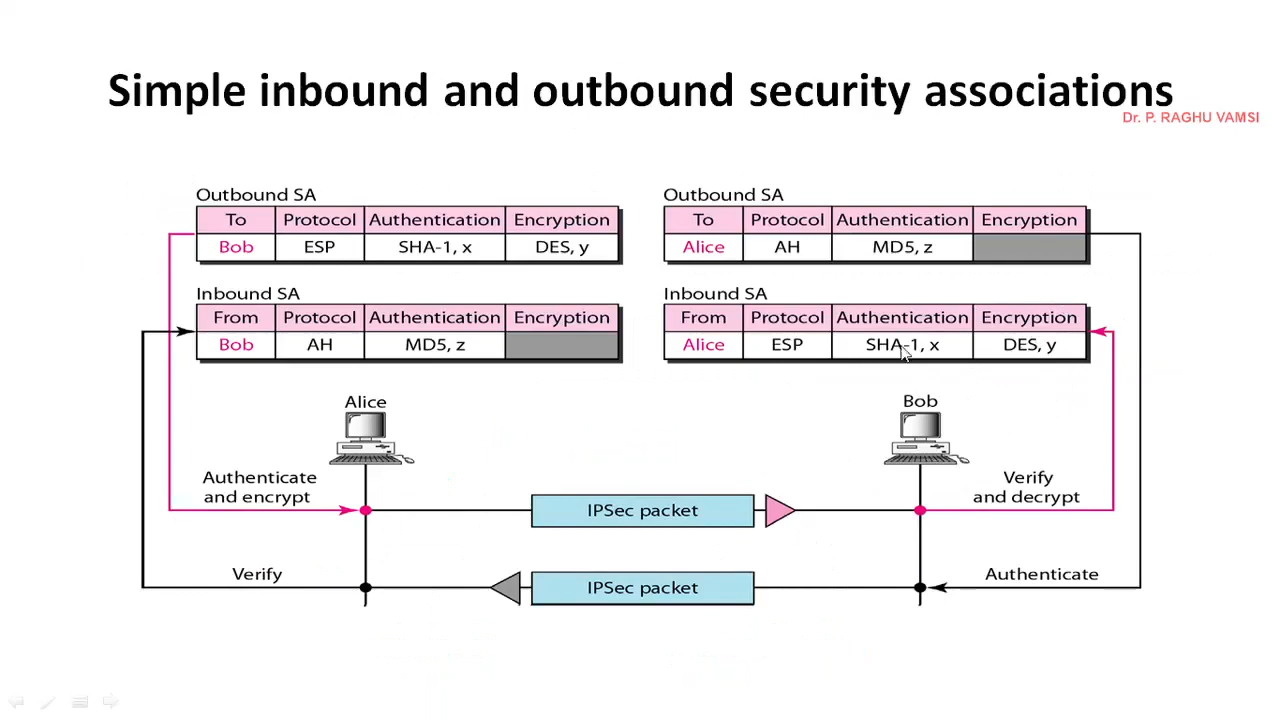 Simple inbound and outbound security associations
Dr. P. RAGHU VAMSI
Outbound SA
To Protocol Authentication Encryption
Bob ESP SHA-1, x DES, y
Inbound SA
From Protocol Authentication Encryption
Bob AH MD5, z
Outbound SA
To Protocol Authentication Encryption
Alice AH MD5, z
Inbound SA
From Protocol Authentication Encryption
Alice ESP SHA-1, x DES, y
Alice
Bob
Authenticate
and encrypt
IPSec packet
Verify
and decrypt
Verify
IPSec packet
Authenticate